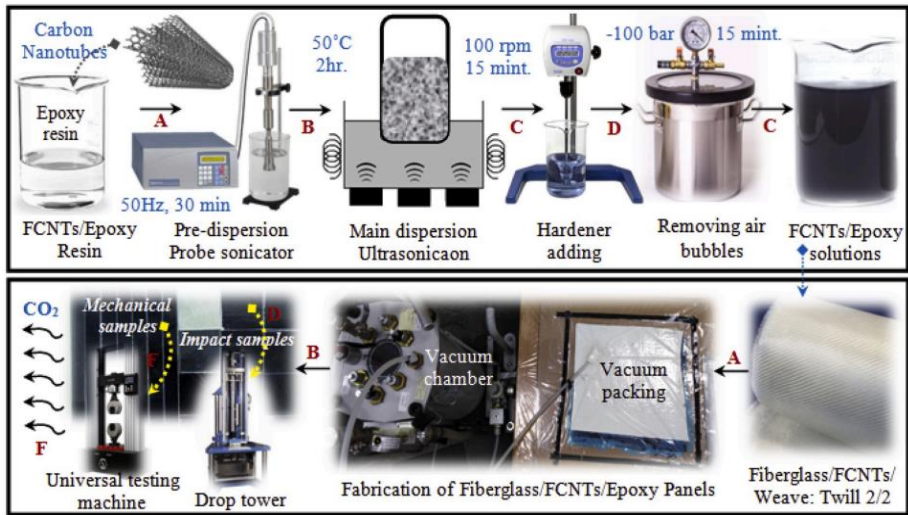 Carbon
Nanotubes
Epoxy
resin
A
50Hz, 30 min
50°C
2hr.
B
100 rpm
15 mint.
C
D
-100 bar
15 mint.
C
FCNTs/Epoxy
Resin
Pre-dispersion
Probe sonicator
Main dispersion
Ultrasonicaon
Hardener
adding
Removing air
bubbles
FCNTs/Epoxy
solutions
CO2
Mechanical
samples
F
F
D
Impact samples
B
Vacuum
chamber
Vacuum
packing
A
Universal testing
machine
Drop tower
Fabrication of Fiberglass/FCNTs/Epoxy Panels
Fiberglass/FCNTs/
Weave: Twill 2/2